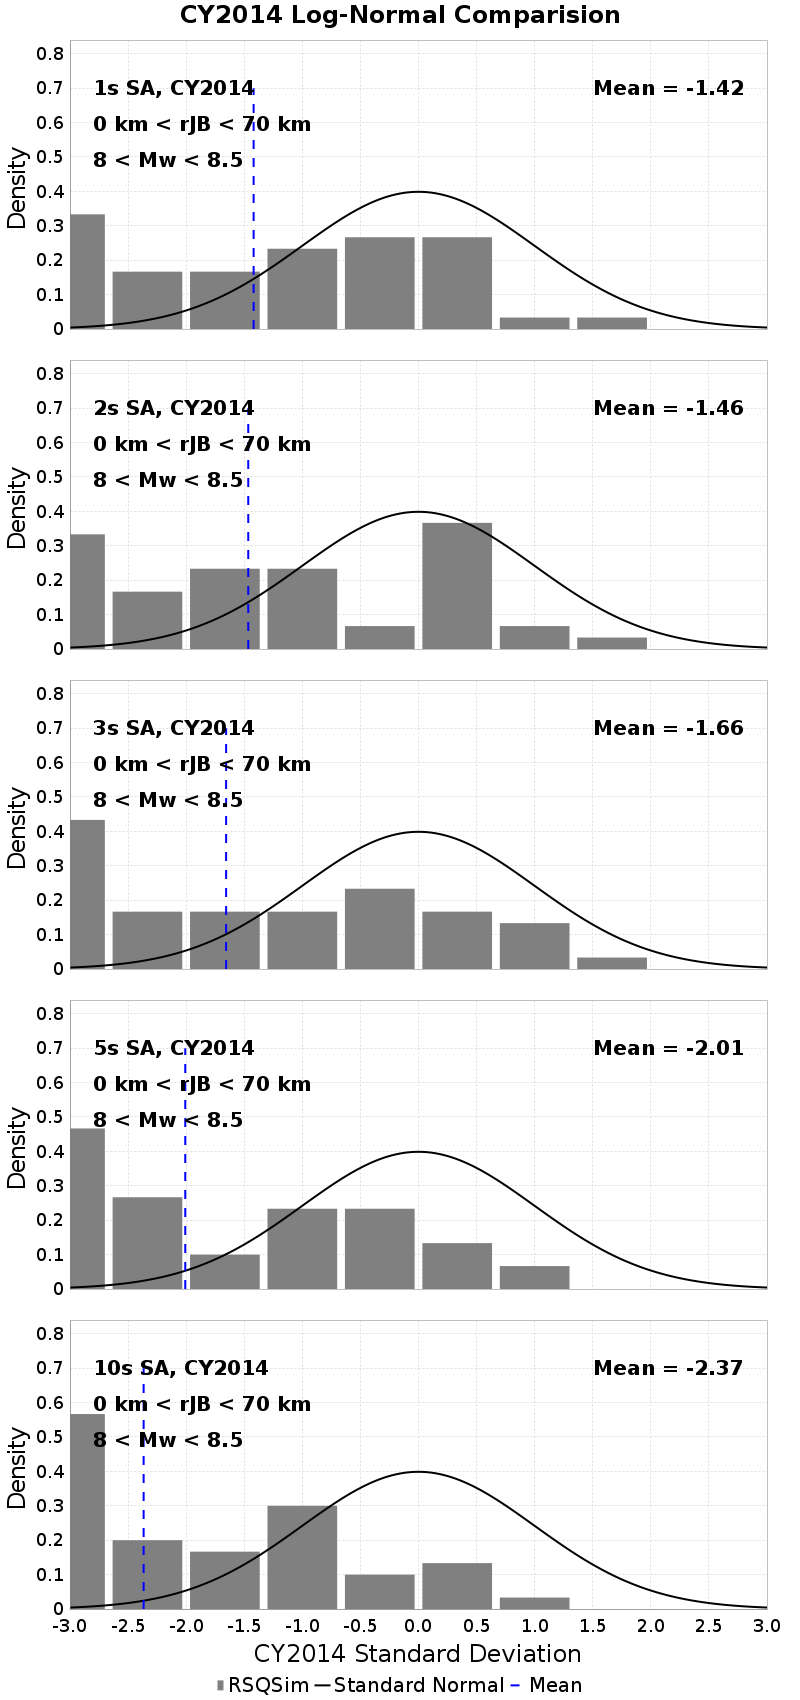 CY2014 Log-Normal Comparision
0.8
0.7
0.6
0.5
0.4
0.3
0.2
0.1
0
Density
1s SA, CY2014
Mean = -1.42
0 km < rJB < 70 km
8 < Mw < 8.5
0.8
0.7
0.6
0.5
0.4
0.3
0.2
0.1
0
Density
2s SA, CY2014
Mean = -1.46
0 km < rJB < 70 km
8 < Mw < 8.5
0.8
0.7
0.6
0.5
0.4
0.3
0.2
0.1
0
Density
3s SA, CY2014
Mean = -1.66
0 km < rJB < 70 km
8 < Mw < 8.5
0.8
0.7
0.6
0.5
0.4
0.3
0.2
0.1
0
Density
5s SA, CY2014
Mean = -2.01
0 km < rJB < 70 km
8 < Mw < 8.5
0.8
0.7
0.6
0.5
0.4
0.3
0.2
0.1
0
Density
10s SA, CY2014
Mean = -2.37
0 km < rJB < 70 km
8 < Mw < 8.5
-3.0 -2.5 -2.0 -1.5 -1.0 -0.5 0.0 0.5 1.0 1.5 2.0 2.5 3.0
CY2014 Standard Deviation
RSQSim Standard Normal Mean